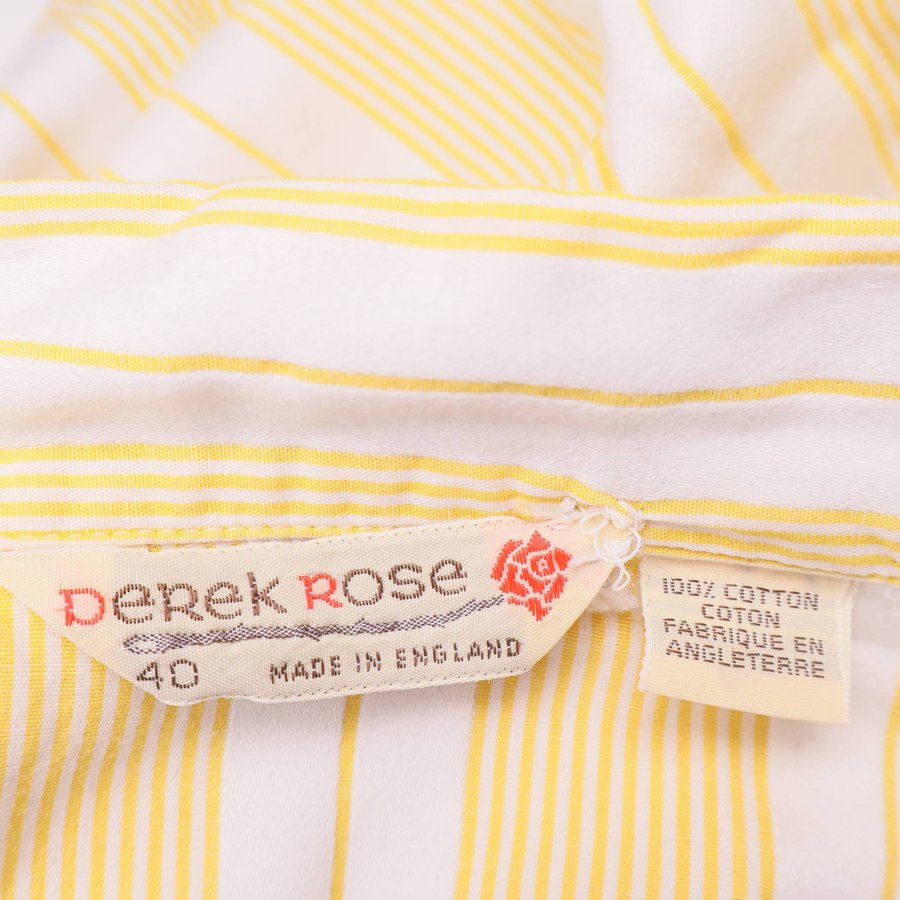 Derek Rose
40 MADE IN ENGLAND
100% COTTON
COTON
FABRIQUE EN
ANGLETERRE